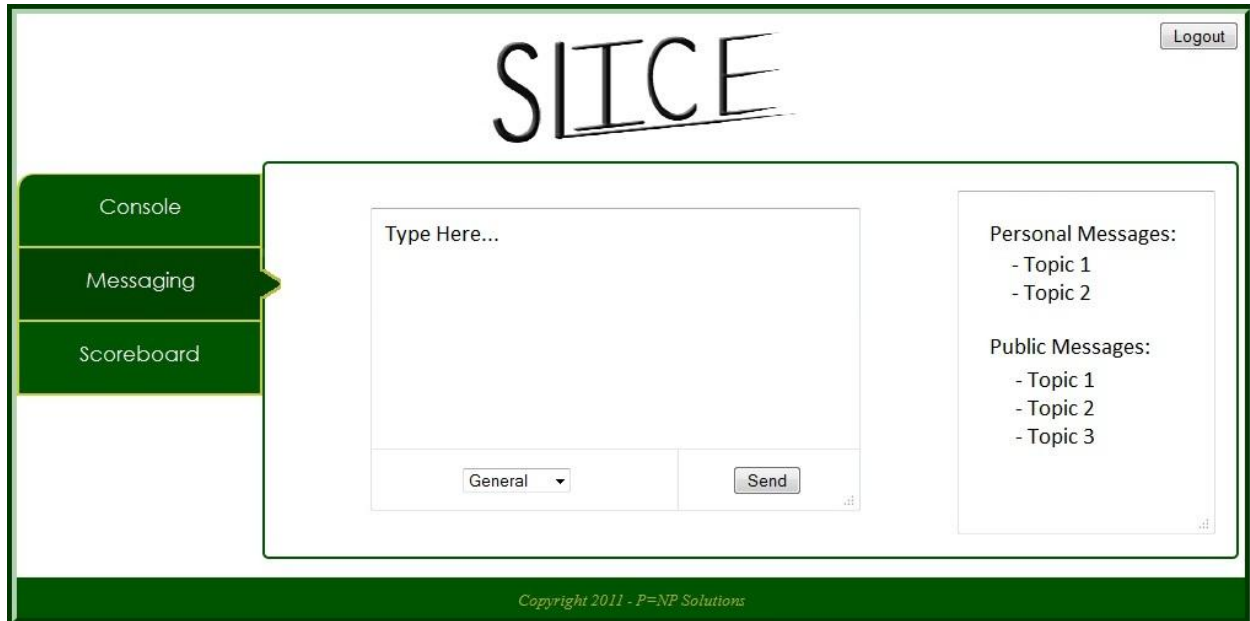 SLICE
Logout
Console
Messaging
Scoreboard
Type Here...
General
Send
Personal Messages:
- Topic 1
- Topic 2
Public Messages:
- Topic 1
- Topic 2
- Topic 3
Copyright 2011 - P=NP Solutions